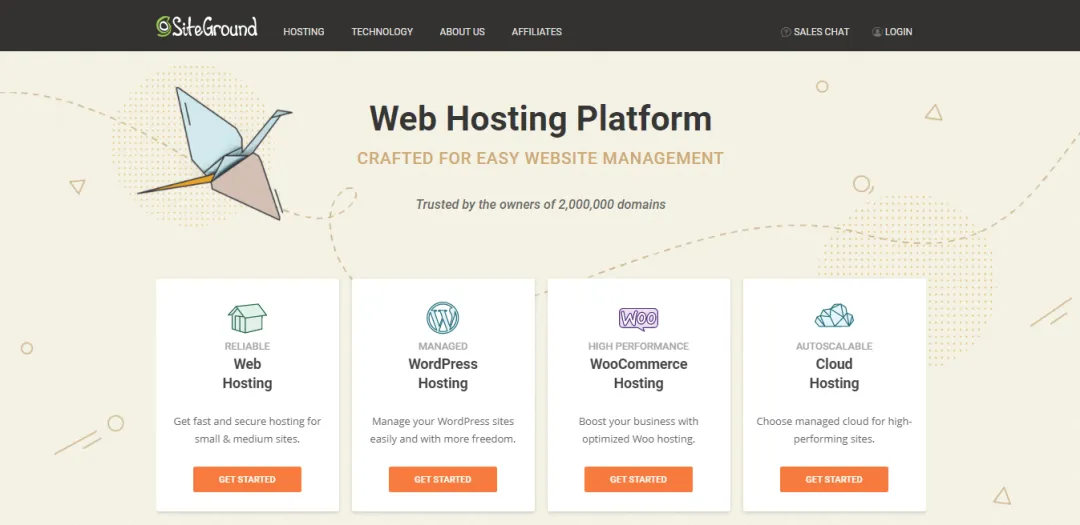 SiteGround HOSTING TECHNOLOGY ABOUT US AFFILIATES SALES CHAT LOGIN
Web Hosting Platform
CRAFTED FOR EASY WEBSITE MANAGEMENT
Trusted by the owners of 2,000,000 domains
RELIABLE
Web
Hosting
Get fast and secure hosting for
small & medium sites.
GET STARTED
MANAGED
WordPress
Hosting
Manage your WordPress sites
easily and with more freedom.
GET STARTED
Woo
HIGH PERFORMANCE
WooCommerce
Hosting
Boost your business with
optimized Woo hosting.
GET STARTED
AUTOSCALABLE
Cloud
Hosting
Choose managed cloud for high-
performing sites.
GET STARTED